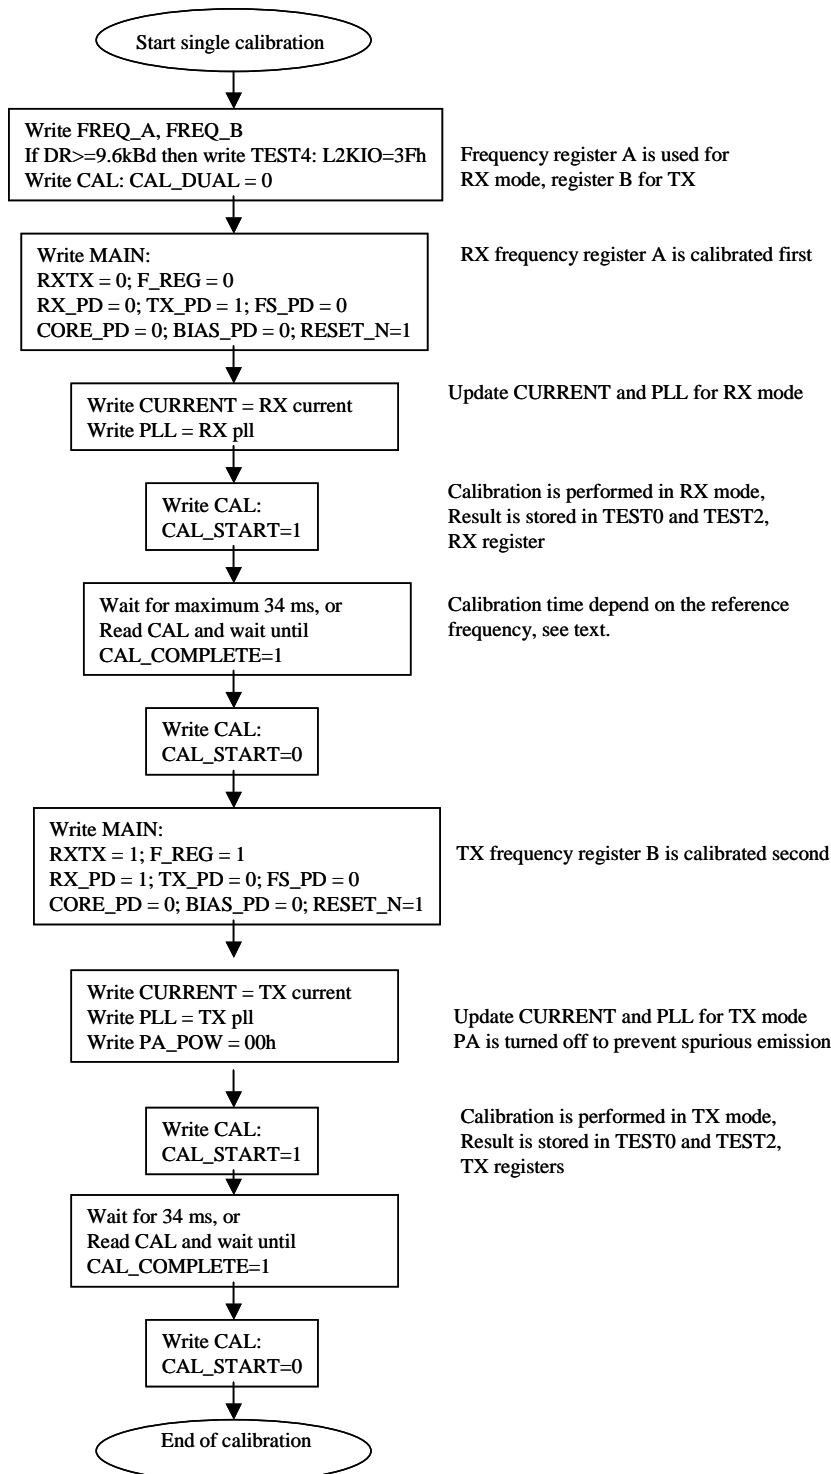 Start single calibration
Write FREQ_A, FREQ_B
If DR>=9.6kBd then write TEST4: L2KIO=3Fh
Write CAL: CAL_DUAL = 0
Frequency register A is used for
RX mode, register B for TX
Write MAIN:
RXTX = 0; F_REG = 0
RX_PD = 0; TX_PD = 1; FS_PD = 0
CORE_PD = 0; BIAS_PD = 0; RESET_N=1
RX frequency register A is calibrated first
Write CURRENT = RX current
Write PLL = RX pll
Update CURRENT and PLL for RX mode
Write CAL:
CAL_START=1
Calibration is performed in RX mode,
Result is stored in TEST0 and TEST2,
RX register
Wait for maximum 34 ms, or
Read CAL and wait until
CAL_COMPLETE=1
Calibration time depend on the reference
frequency, see text.
Write CAL:
CAL_START=0
Write MAIN:
RXTX = 1; F_REG = 1
RX_PD = 1; TX_PD = 0; FS_PD = 0
CORE_PD = 0; BIAS_PD = 0; RESET_N=1
TX frequency register B is calibrated second
Write CURRENT = TX current
Write PLL = TX pll
Write PA_POW = 00h
Update CURRENT and PLL for TX mode
PA is turned off to prevent spurious emission
Write CAL:
CAL_START=1
Calibration is performed in TX mode,
Result is stored in TEST0 and TEST2,
TX registers
Wait for 34 ms, or
Read CAL and wait until
CAL_COMPLETE=1
Write CAL:
CAL_START=0
End of calibration